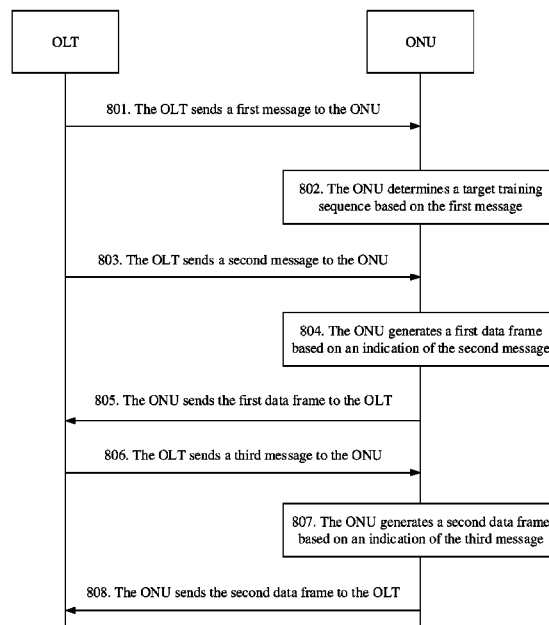 OLT
ONU
801. The OLT sends a first message to the ONU
802. The ONU determines a target training
sequence based on the first message
803. The OLT sends a second message to the ONU
804. The ONU generates a first data frame
based on an indication of the second message
805. The ONU sends the first data frame to the OLT
806. The OLT sends a third message to the ONU
807. The ONU generates a second data frame
based on an indication of the third message
808. The ONU sends the second data frame to the OLT